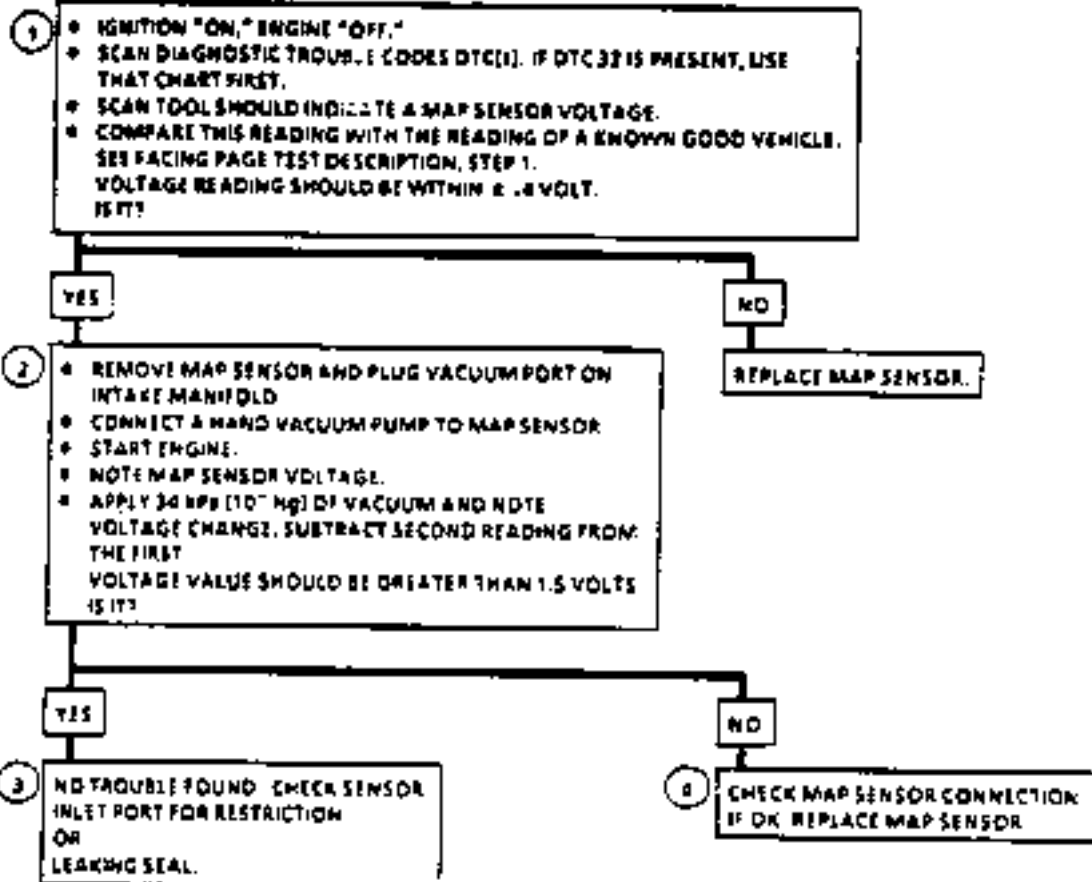 1
• IGNITION "ON," ENGINE "OFF."
• SCAN DIAGNOSTIC TROUBLE CODES DTC(S). IF DTC 33 IS PRESENT, USE
THAT CHART FIRST.
• SCAN TOOL SHOULD INDICATE A MAP SENSOR VOLTAGE.
• COMPARE THIS READING WITH THE READING OF A KNOWN GOOD VEHICLE.
SEE FACING PAGE TEST DESCRIPTION, STEP 1.
VOLTAGE READING SHOULD BE WITHIN ± .4 VOLT.
IS IT?
YES
NO
REPLACE MAP SENSOR.
2
• REMOVE MAP SENSOR AND PLUG VACUUM PORT ON
INTAKE MANIFOLD
• CONNECT A HAND VACUUM PUMP TO MAP SENSOR
• START ENGINE.
• NOTE MAP SENSOR VOLTAGE.
• APPLY 34 kPa (10" Hg) OF VACUUM AND NOTE
VOLTAGE CHANGE. SUBTRACT SECOND READING FROM
THE FIRST
VOLTAGE VALUE SHOULD BE GREATER THAN 1.5 VOLTS
IS IT?
YES
NO
3
NO TROUBLE FOUND CHECK SENSOR
INLET PORT FOR RESTRICTION
OR
LEAKING SEAL.
4
CHECK MAP SENSOR CONNECTION
IF OK REPLACE MAP SENSOR